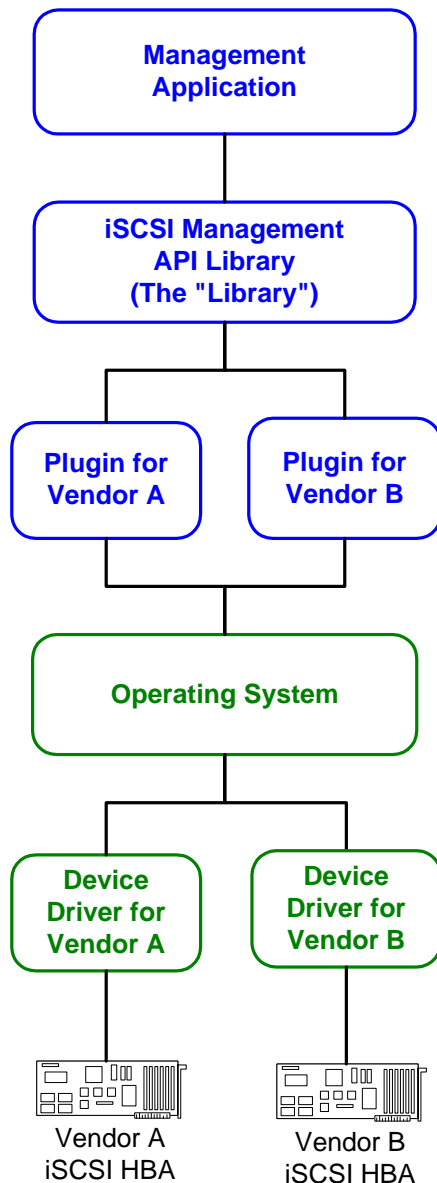 Management
Application
iSCSI Management
API Library
(The "Library")
Plugin for
Vendor A
Plugin for
Vendor B
Operating System
Device
Driver for
Vendor A
Device
Driver for
Vendor B
Vendor A
iSCSI HBA
Vendor B
iSCSI HBA